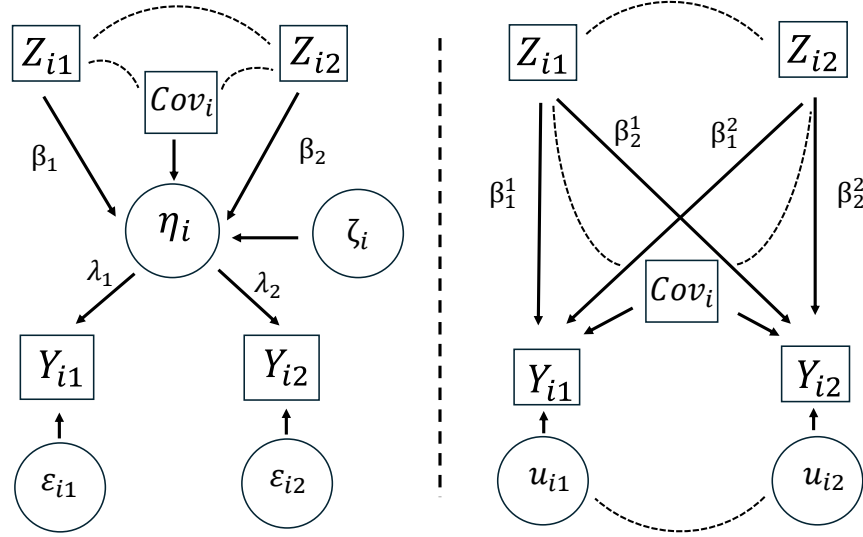 Z_{i1}
Z_{i2}
Cov_i
β_1
β_2
η_i
ζ_i
λ_1
λ_2
Y_{i1}
Y_{i2}
ε_{i1}
ε_{i2}
Z_{i1}
Z_{i2}
β_2^1
β_1^2
β_1^1
β_2^2
Cov_i
Y_{i1}
Y_{i2}
u_{i1}
u_{i2}